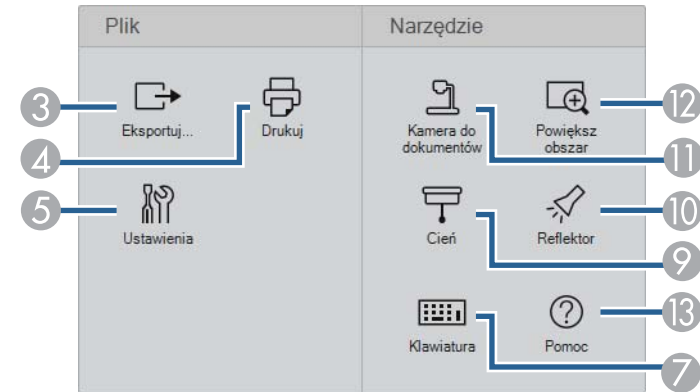 Plik
Narzędzie
3
Eksportuj...
4
Drukuj
5
Ustawienia
Kamera do
dokumentów
11
Powiększ
obszar
12
Cień
9
Reflektor
10
Klawiatura
7
Pomoc
13